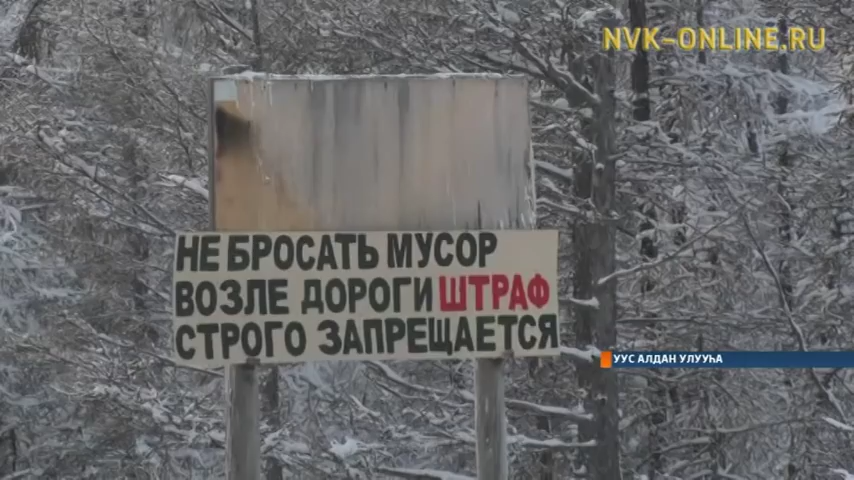 NVK-ONLINE.RU
НЕ БРОСАТЬ МУСОР
ВОЗЛЕ ДОРОГИ ШТРАФ
СТРОГО ЗАПРЕЩАЕТСЯ
УУС АЛДАН УЛУУҺА